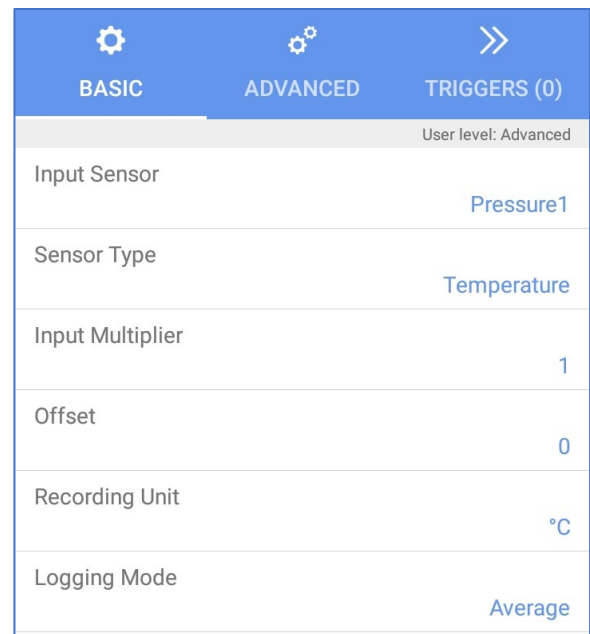 BASIC ADVANCED TRIGGERS (0)
User level: Advanced
Input Sensor
Pressure1
Sensor Type
Temperature
Input Multiplier
1
Offset
0
Recording Unit
°C
Logging Mode
Average